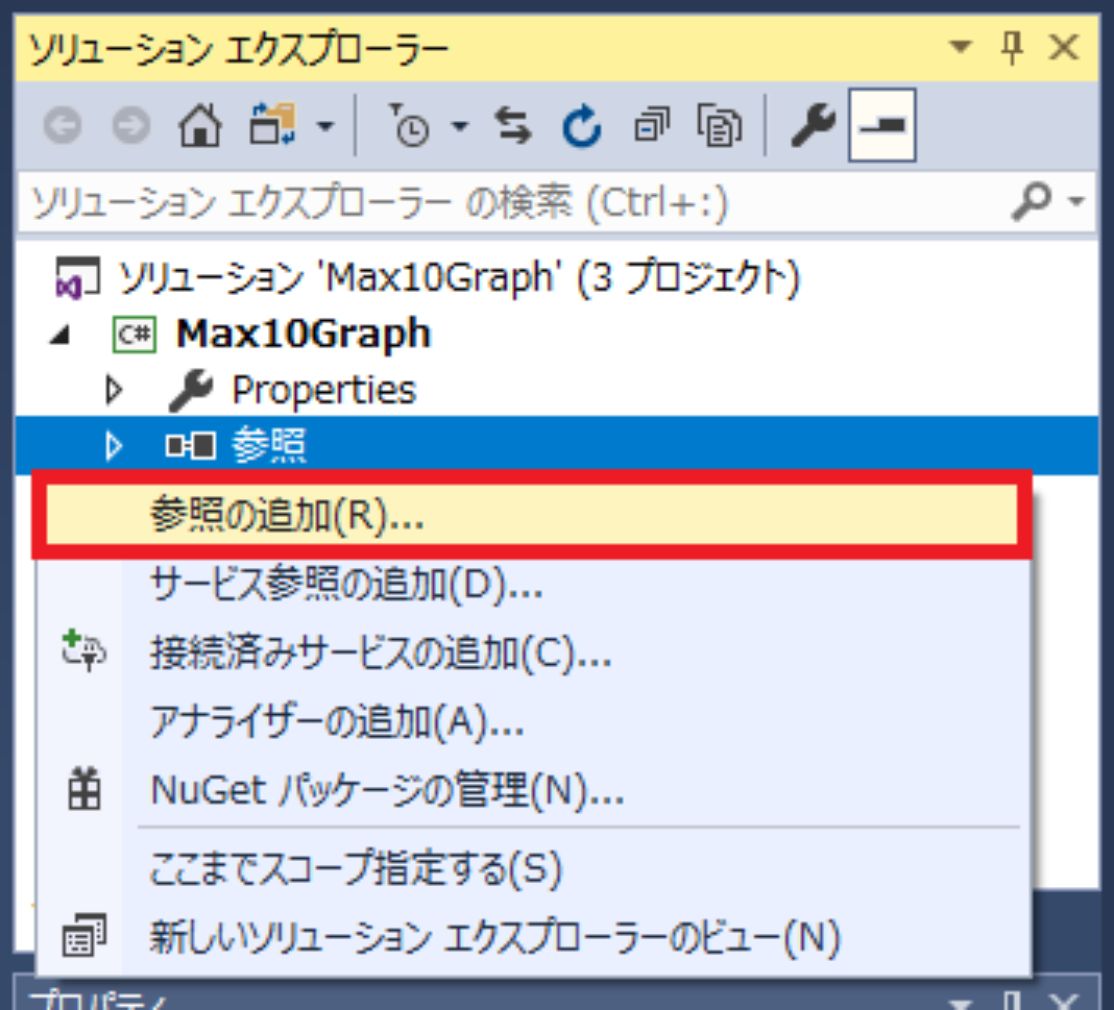 ソリューション エクスプローラー
ソリューション エクスプローラー の検索 (Ctrl+:)
ソリューション 'Max10Graph' (3 プロジェクト)
C# Max10Graph
Properties
参照
参照の追加(R)...
サービス参照の追加(D)...
接続済みサービスの追加(C)...
アナライザーの追加(A)...
NuGet パッケージの管理(N)...
ここまでスコープ指定する(S)
新しいソリューション エクスプローラーのビュー(N)
プロパティ